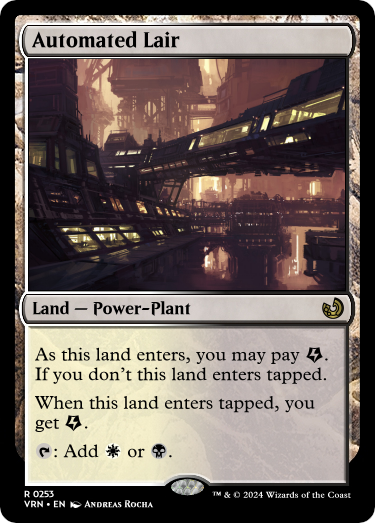 Automated Lair
Land — Power-Plant
As this land enters, you may pay .
If you don't this land enters tapped.
When this land enters tapped, you
get .
: Add or .
R 0253
VRN • EN Andreas Rocha
™ & © 2024 Wizards of the Coast